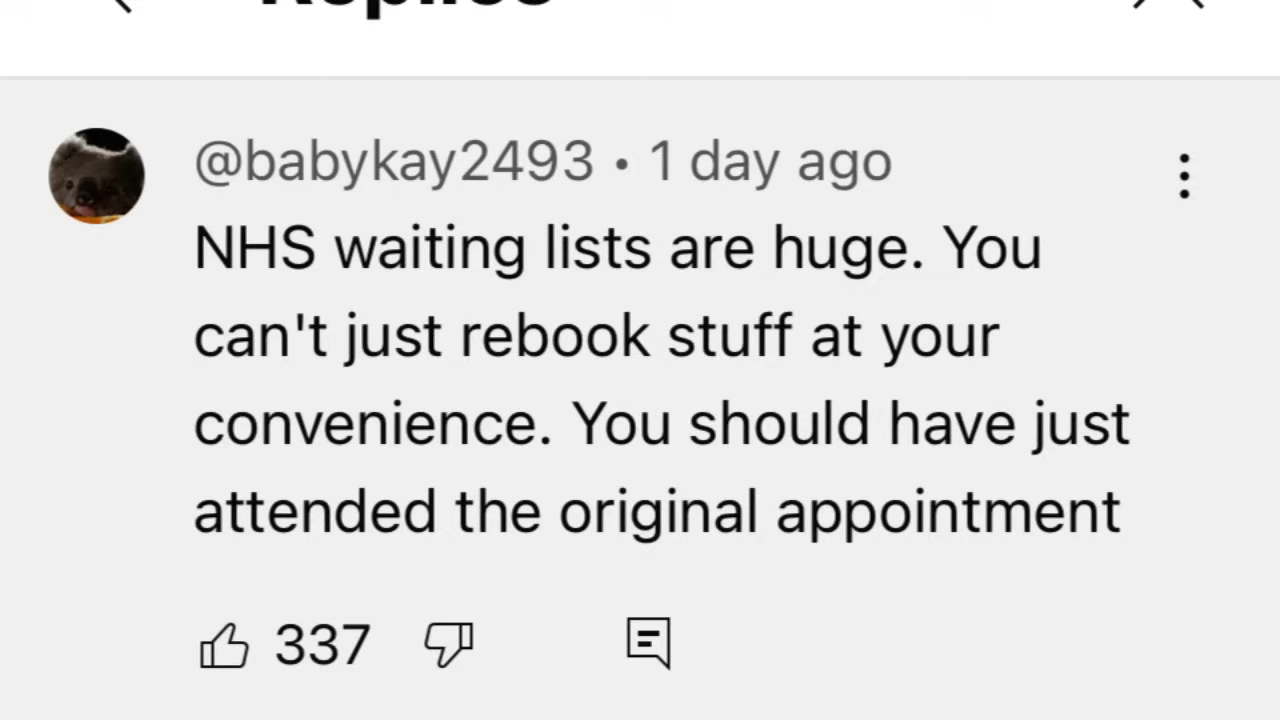 Replies
@babykay2493 • 1 day ago
NHS waiting lists are huge. You
can't just rebook stuff at your
convenience. You should have just
attended the original appointment
337